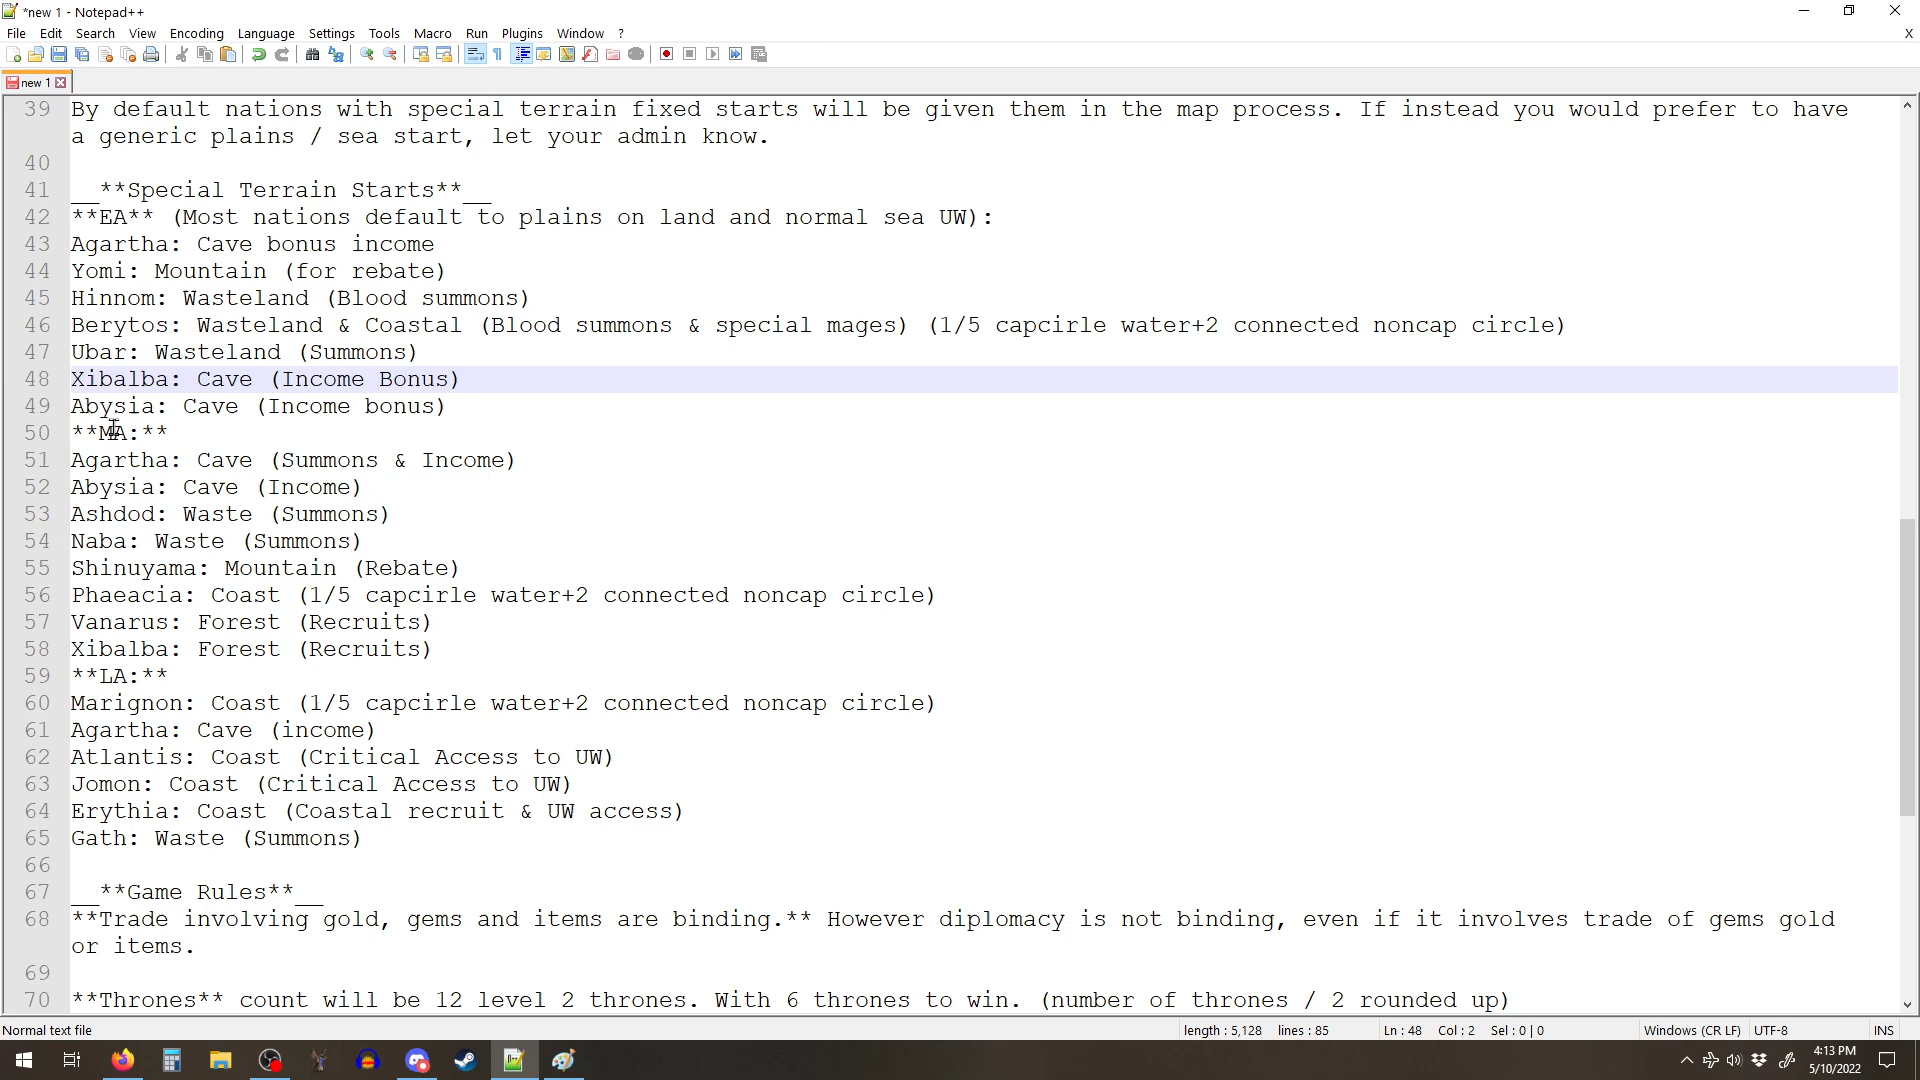 *new 1 - Notepad++
File Edit Search View Encoding Language Settings Tools Macro Run Plugins Window ? X
new 1
39 By default nations with special terrain fixed starts will be given them in the map process. If instead you would prefer to have
a generic plains / sea start, let your admin know.
40
41 __**Special Terrain Starts**__
42 **EA** (Most nations default to plains on land and normal sea UW):
43 Agartha: Cave bonus income
44 Yomi: Mountain (for rebate)
45 Hinnom: Wasteland (Blood summons)
46 Berytos: Wasteland & Coastal (Blood summons & special mages) (1/5 capcirle water+2 connected noncap circle)
47 Ubar: Wasteland (Summons)
48 Xibalba: Cave (Income Bonus)
49 Abysia: Cave (Income bonus)
50 **MA:**
51 Agartha: Cave (Summons & Income)
52 Abysia: Cave (Income)
53 Ashdod: Waste (Summons)
54 Naba: Waste (Summons)
55 Shinuyama: Mountain (Rebate)
56 Phaeacia: Coast (1/5 capcirle water+2 connected noncap circle)
57 Vanarus: Forest (Recruits)
58 Xibalba: Forest (Recruits)
59 **LA:**
60 Marignon: Coast (1/5 capcirle water+2 connected noncap circle)
61 Agartha: Cave (income)
62 Atlantis: Coast (Critical Access to UW)
63 Jomon: Coast (Critical Access to UW)
64 Erythia: Coast (Coastal recruit & UW access)
65 Gath: Waste (Summons)
66
67 __**Game Rules**__
68 **Trade involving gold, gems and items are binding.** However diplomacy is not binding, even if it involves trade of gems gold
or items.
69
70 **Thrones** count will be 12 level 2 thrones. With 6 thrones to win. (number of thrones / 2 rounded up)
Normal text file length : 5,128 lines : 85 Ln : 48 Col : 2 Sel : 0 | 0 Windows (CR LF) UTF-8 INS
4:13 PM
5/10/2022